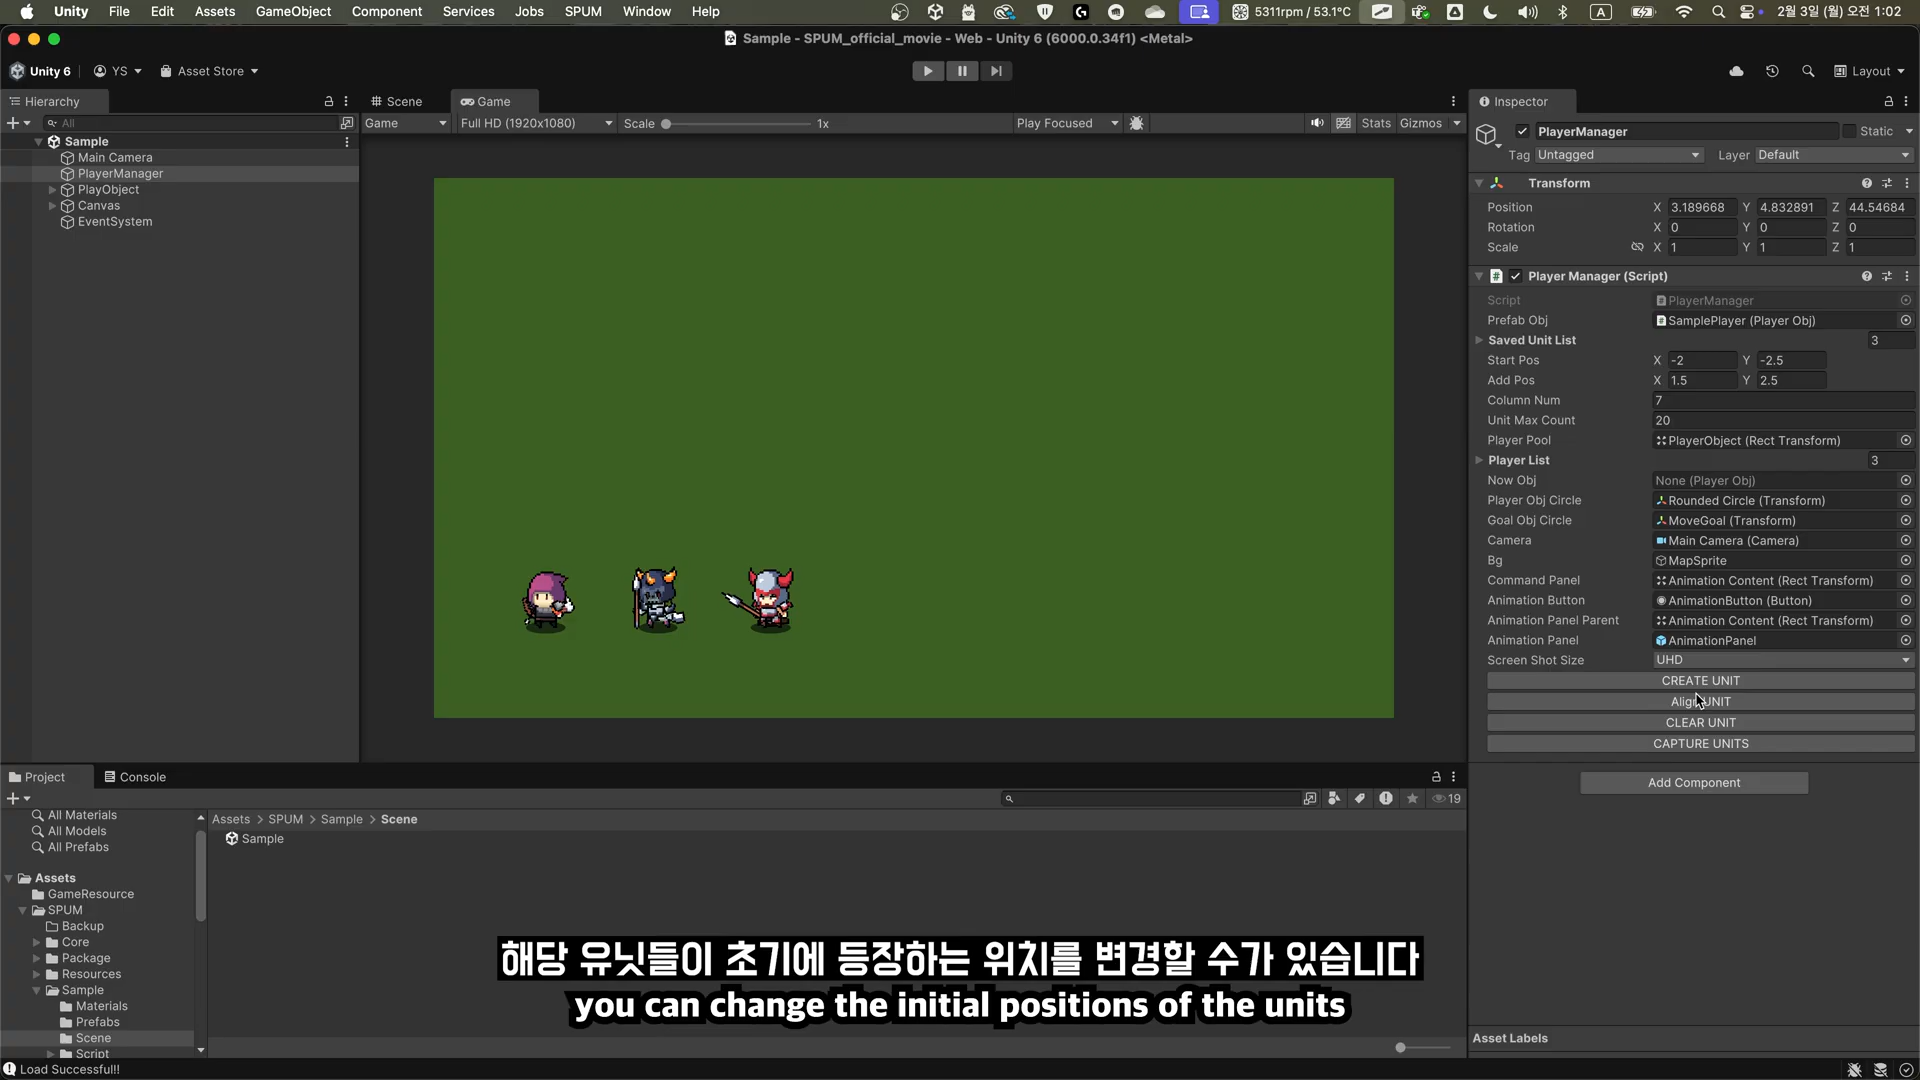 Unity File Edit Assets GameObject Component Services Jobs SPUM Window Help
5311rpm / 53.1°C A 2월 3일 (월) 오전 1:02
Sample - SPUM_official_movie - Web - Unity 6 (6000.0.34f1) <Metal>
Unity 6 YS Asset Store Layout
Hierarchy
All
Sample
Main Camera
PlayerManager
PlayObject
Canvas
EventSystem
Scene Game
Game Full HD (1920x1080) Scale 1x Play Focused Stats Gizmos
Inspector
PlayerManager Static
Tag Untagged Layer Default
Transform
Position X 3.189668 Y 4.832891 Z 44.54684
Rotation X 0 Y 0 Z 0
Scale X 1 Y 1 Z 1
Player Manager (Script)
Script PlayerManager
Prefab Obj SamplePlayer (Player Obj)
Saved Unit List 3
Start Pos X -2 Y -2.5
Add Pos X 1.5 Y 2.5
Column Num 7
Unit Max Count 20
Player Pool PlayerObject (Rect Transform)
Player List 3
Now Obj None (Player Obj)
Player Obj Circle Rounded Circle (Transform)
Goal Obj Circle MoveGoal (Transform)
Camera Main Camera (Camera)
Bg MapSprite
Command Panel Animation Content (Rect Transform)
Animation Button AnimationButton (Button)
Animation Panel Parent Animation Content (Rect Transform)
Animation Panel AnimationPanel
Screen Shot Size UHD
CREATE UNIT
Align UNIT
CLEAR UNIT
CAPTURE UNITS
Add Component
Project Console
19
All Materials
All Models
All Prefabs
Assets
GameResource
SPUM
Backup
Core
Package
Resources
Sample
Materials
Prefabs
Scene
Script
Assets > SPUM > Sample > Scene
Sample
해당 유닛들이 초기에 등장하는 위치를 변경할 수가 있습니다
you can change the initial positions of the units
Asset Labels
Load Successful!!